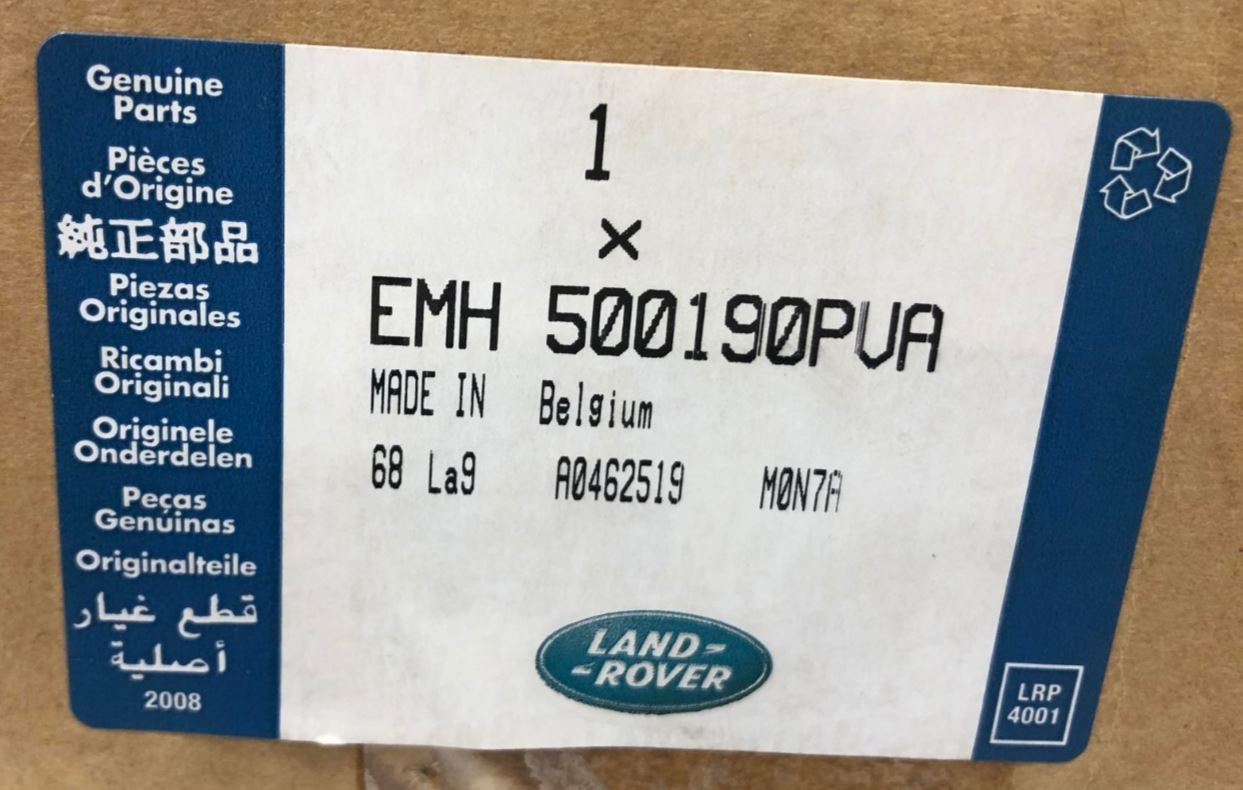 Genuine
Parts
Pièces
d'Origine
純正部品
Piezas
Originales
Ricambi
Originali
Originele
Onderdelen
Peças
Genuinas
Originalteile
قطع غيار
أصلية
2008
1
×
EMH 500190PVA
MADE IN Belgium
68 La9 A0462519 M0N7A
LAND-
-ROVER
LRP
4001